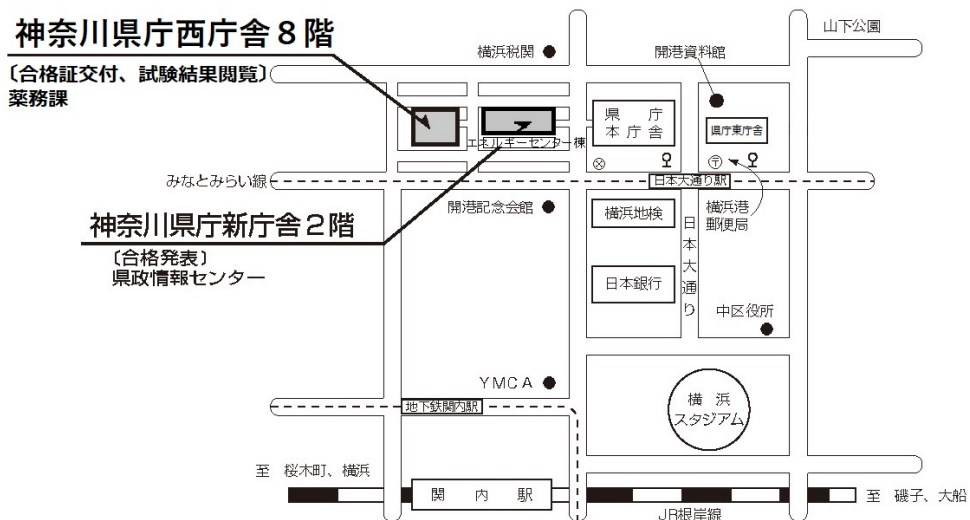 神奈川県庁西庁舎８階
〔合格証交付、試験結果閲覧〕
薬務課
山下公園
横浜税関
開港資料館
県庁
本庁舎
県庁東庁舎
エネルギーセンター棟
みなとみらい線
日本大通り駅
神奈川県庁新庁舎２階
〔合格発表〕
県政情報センター
開港記念会館
横浜地検
横浜港
郵便局
日本大通り
日本銀行
中区役所
YMCA
地下鉄関内駅
横浜
スタジアム
至 桜木町、横浜
関内駅
JR根岸線
至 磯子、大船